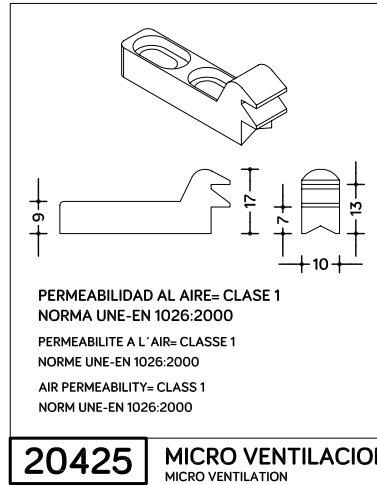 9
17
7
13
10
PERMEABILIDAD AL AIRE= CLASE 1
NORMA UNE-EN 1026:2000
PERMEABILITE A L´AIR= CLASSE 1
NORME UNE-EN 1026:2000
AIR PERMEABILITY= CLASS 1
NORM UNE-EN 1026:2000
20425
MICRO VENTILACION
MICRO VENTILATION